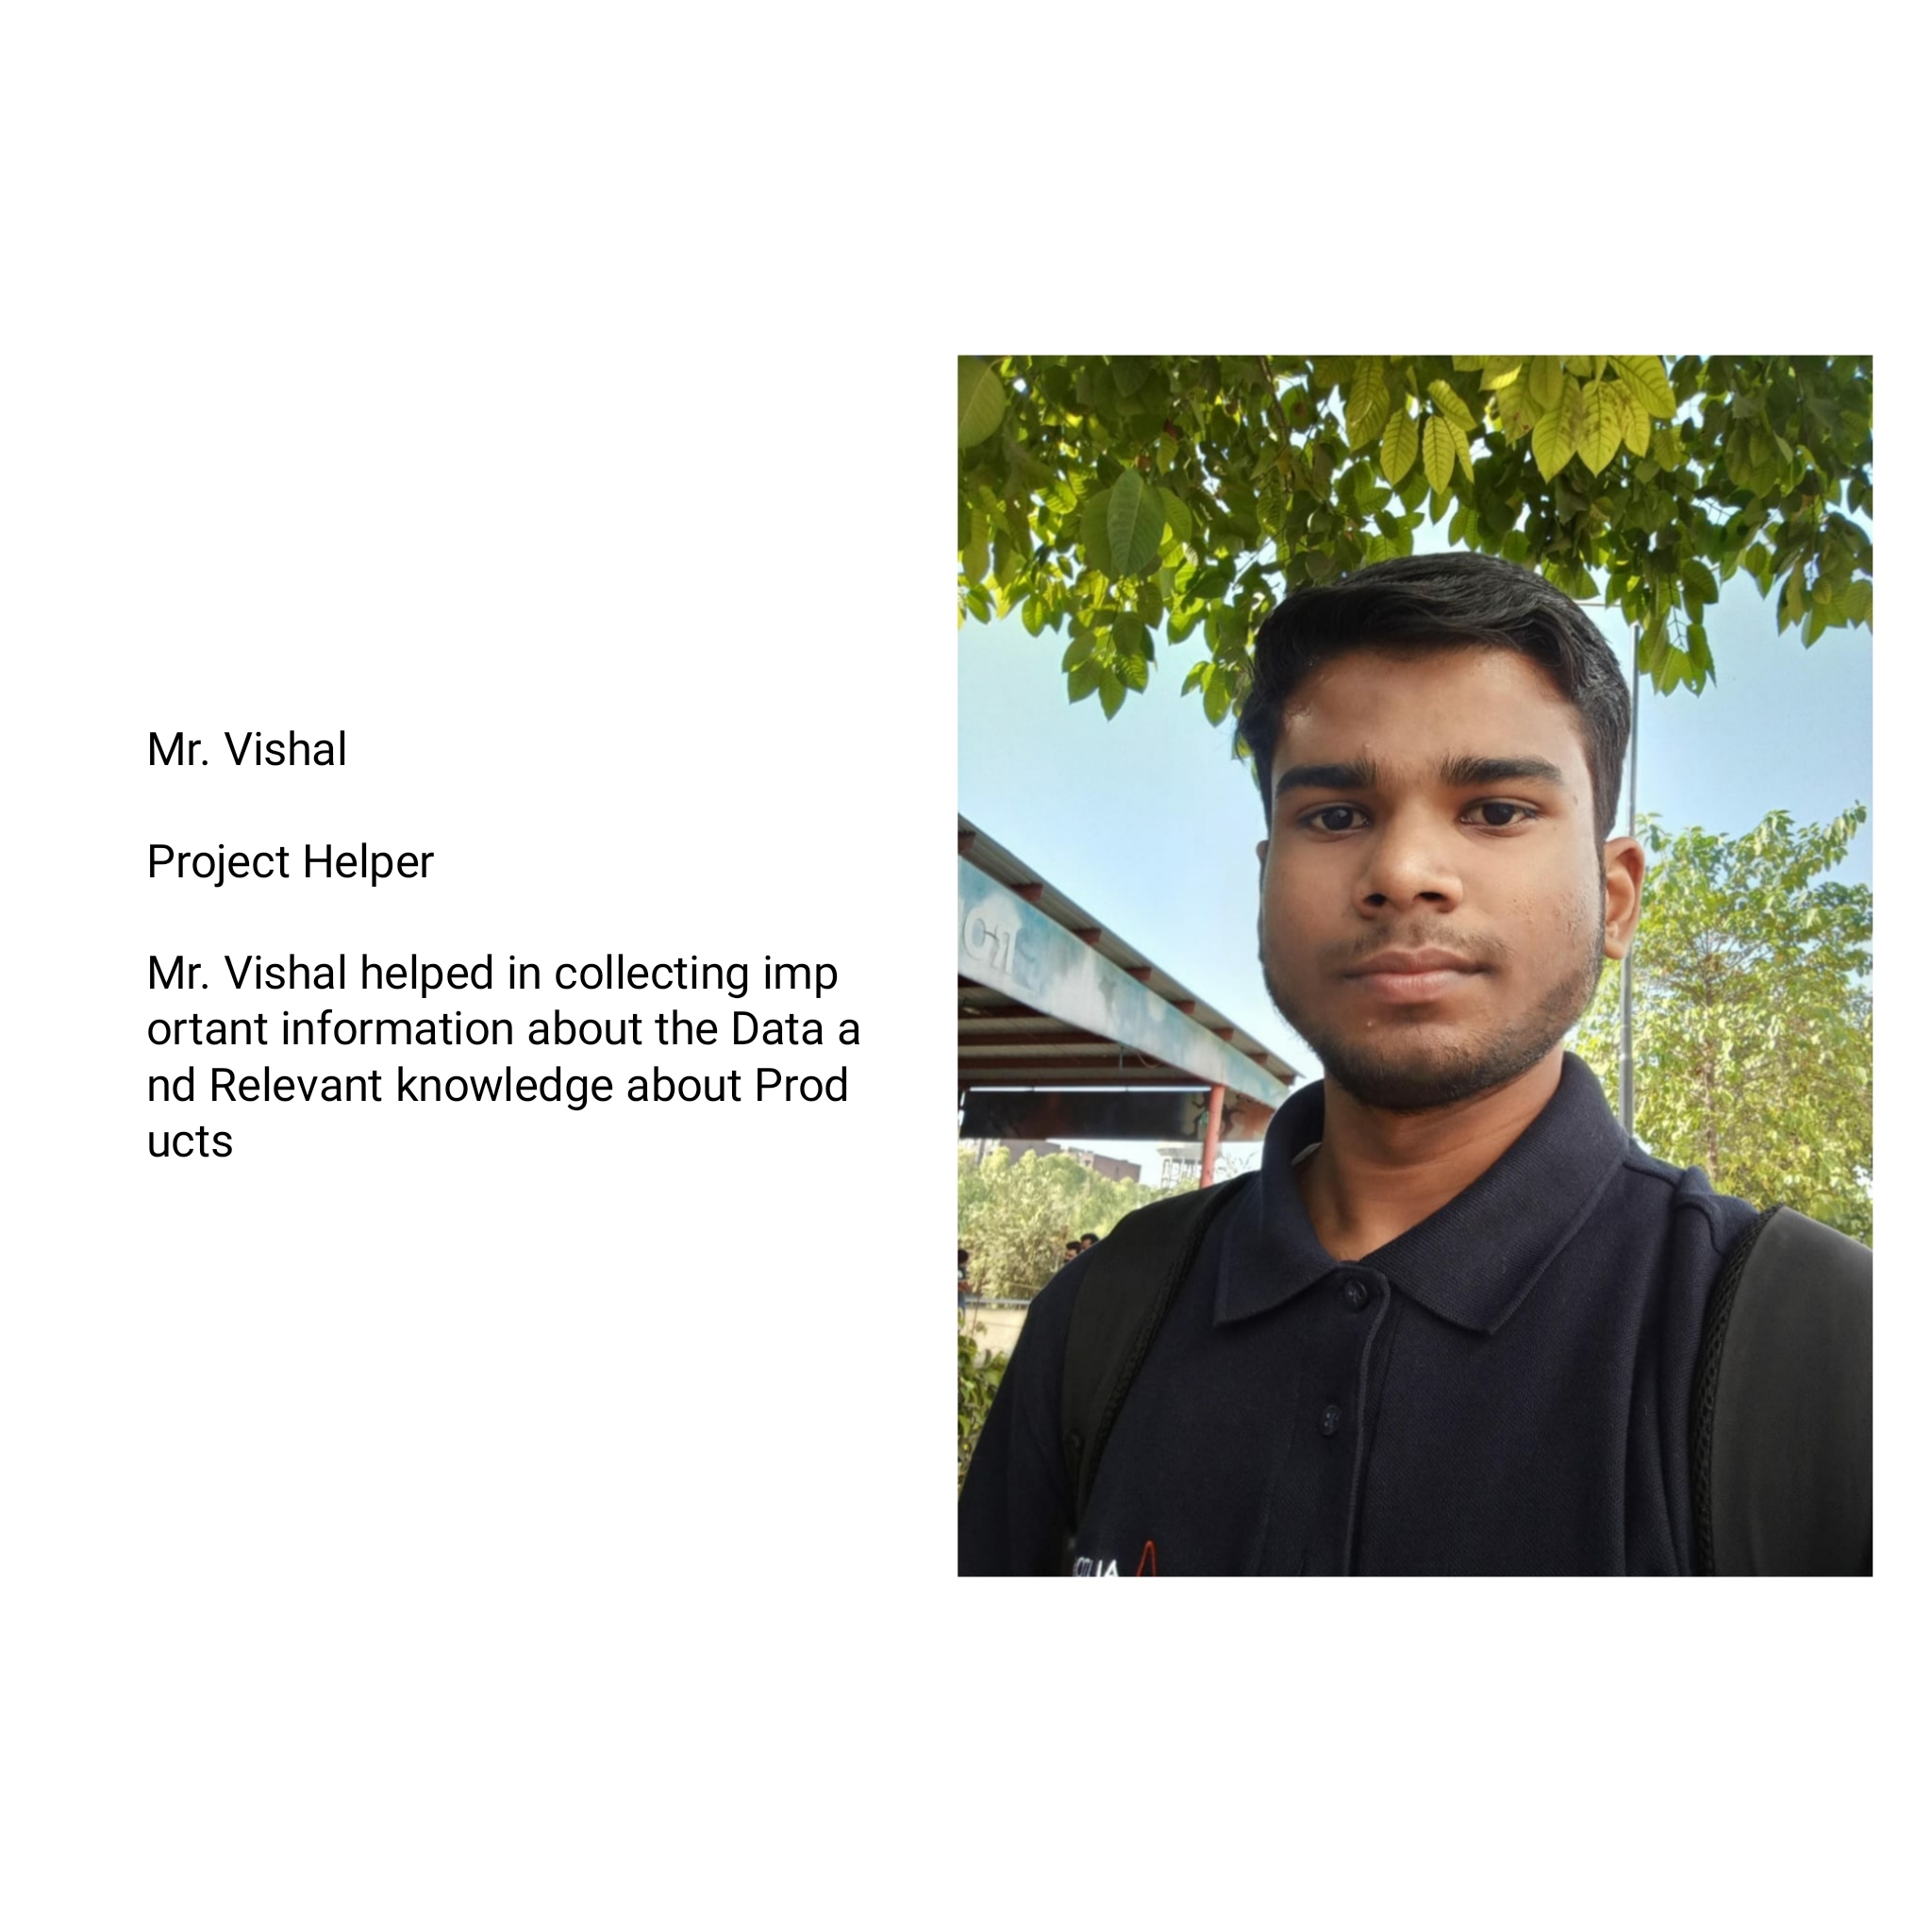 Mr. Vishal
Project Helper
Mr. Vishal helped in collecting imp
ortant information about the Data a
nd Relevant knowledge about Prod
ucts